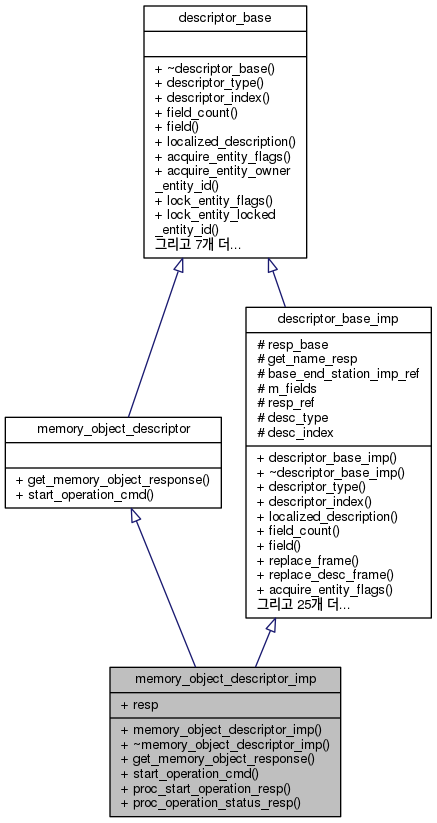 descriptor_base
+ ~descriptor_base()
+ descriptor_type()
+ descriptor_index()
+ field_count()
+ field()
+ localized_description()
+ acquire_entity_flags()
+ acquire_entity_owner
_entity_id()
+ lock_entity_flags()
+ lock_entity_locked
_entity_id()
그리고 7개 더...
descriptor_base_imp
# resp_base
# get_name_resp
# base_end_station_imp_ref
# m_fields
# resp_ref
# desc_type
# desc_index
+ descriptor_base_imp()
+ ~descriptor_base_imp()
+ descriptor_type()
+ descriptor_index()
+ localized_description()
+ field_count()
+ field()
+ replace_frame()
+ replace_desc_frame()
+ acquire_entity_flags()
그리고 25개 더...
memory_object_descriptor
+ get_memory_object_response()
+ start_operation_cmd()
memory_object_descriptor_imp
+ resp
+ memory_object_descriptor_imp()
+ ~memory_object_descriptor_imp()
+ get_memory_object_response()
+ start_operation_cmd()
+ proc_start_operation_resp()
+ proc_operation_status_resp()